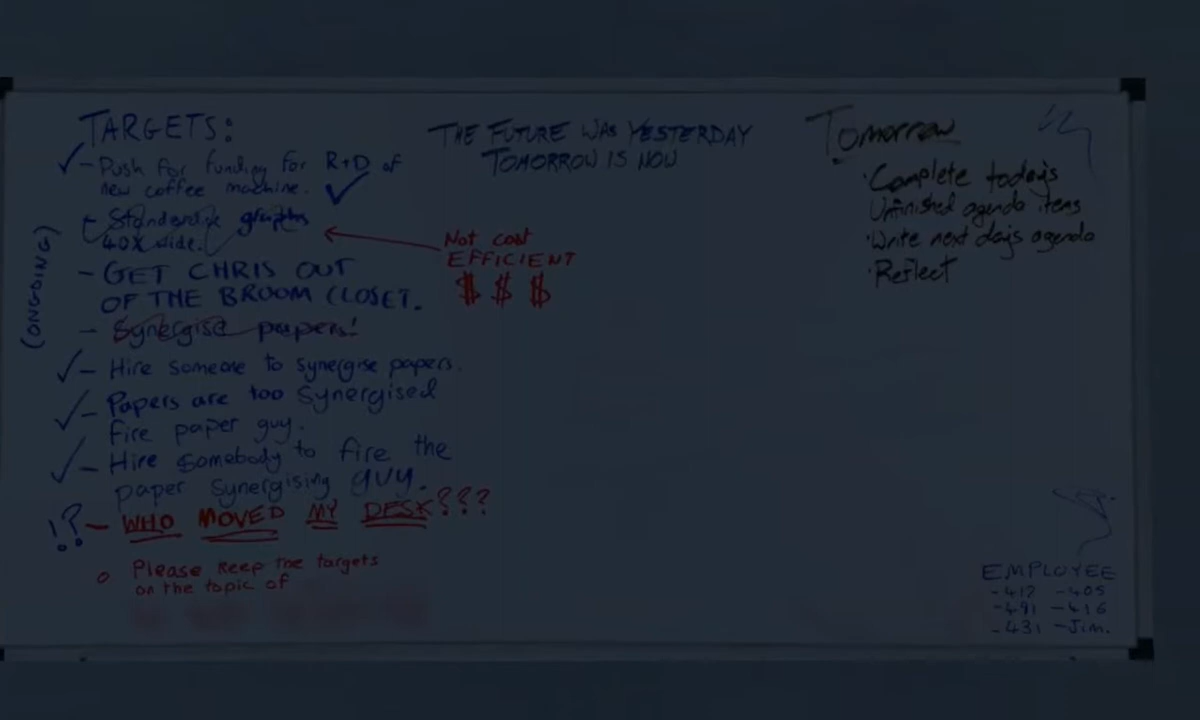 TARGETS:
- Push for funding for R+D of
new coffee machine.
- Standardize graphs
40x wide.
(ONGOING)
- GET CHRIS OUT
OF THE BROOM CLOSET.
- Synergise papers!
- Hire someone to synergise papers.
- Papers are too synergised
fire paper guy.
- Hire somebody to fire the
paper synergising guy.
!? - WHO MOVED MY DESK???
o Please keep the targets
on the topic of
Not cost
EFFICIENT
$ $ $
THE FUTURE WAS YESTERDAY
TOMORROW IS NOW
Tomorrow
·Complete todays
Unfinished agenda items
·Write next days agenda
·Reflect
EMPLOYEE
-417 -405
-491 -416
-431 -Jim.